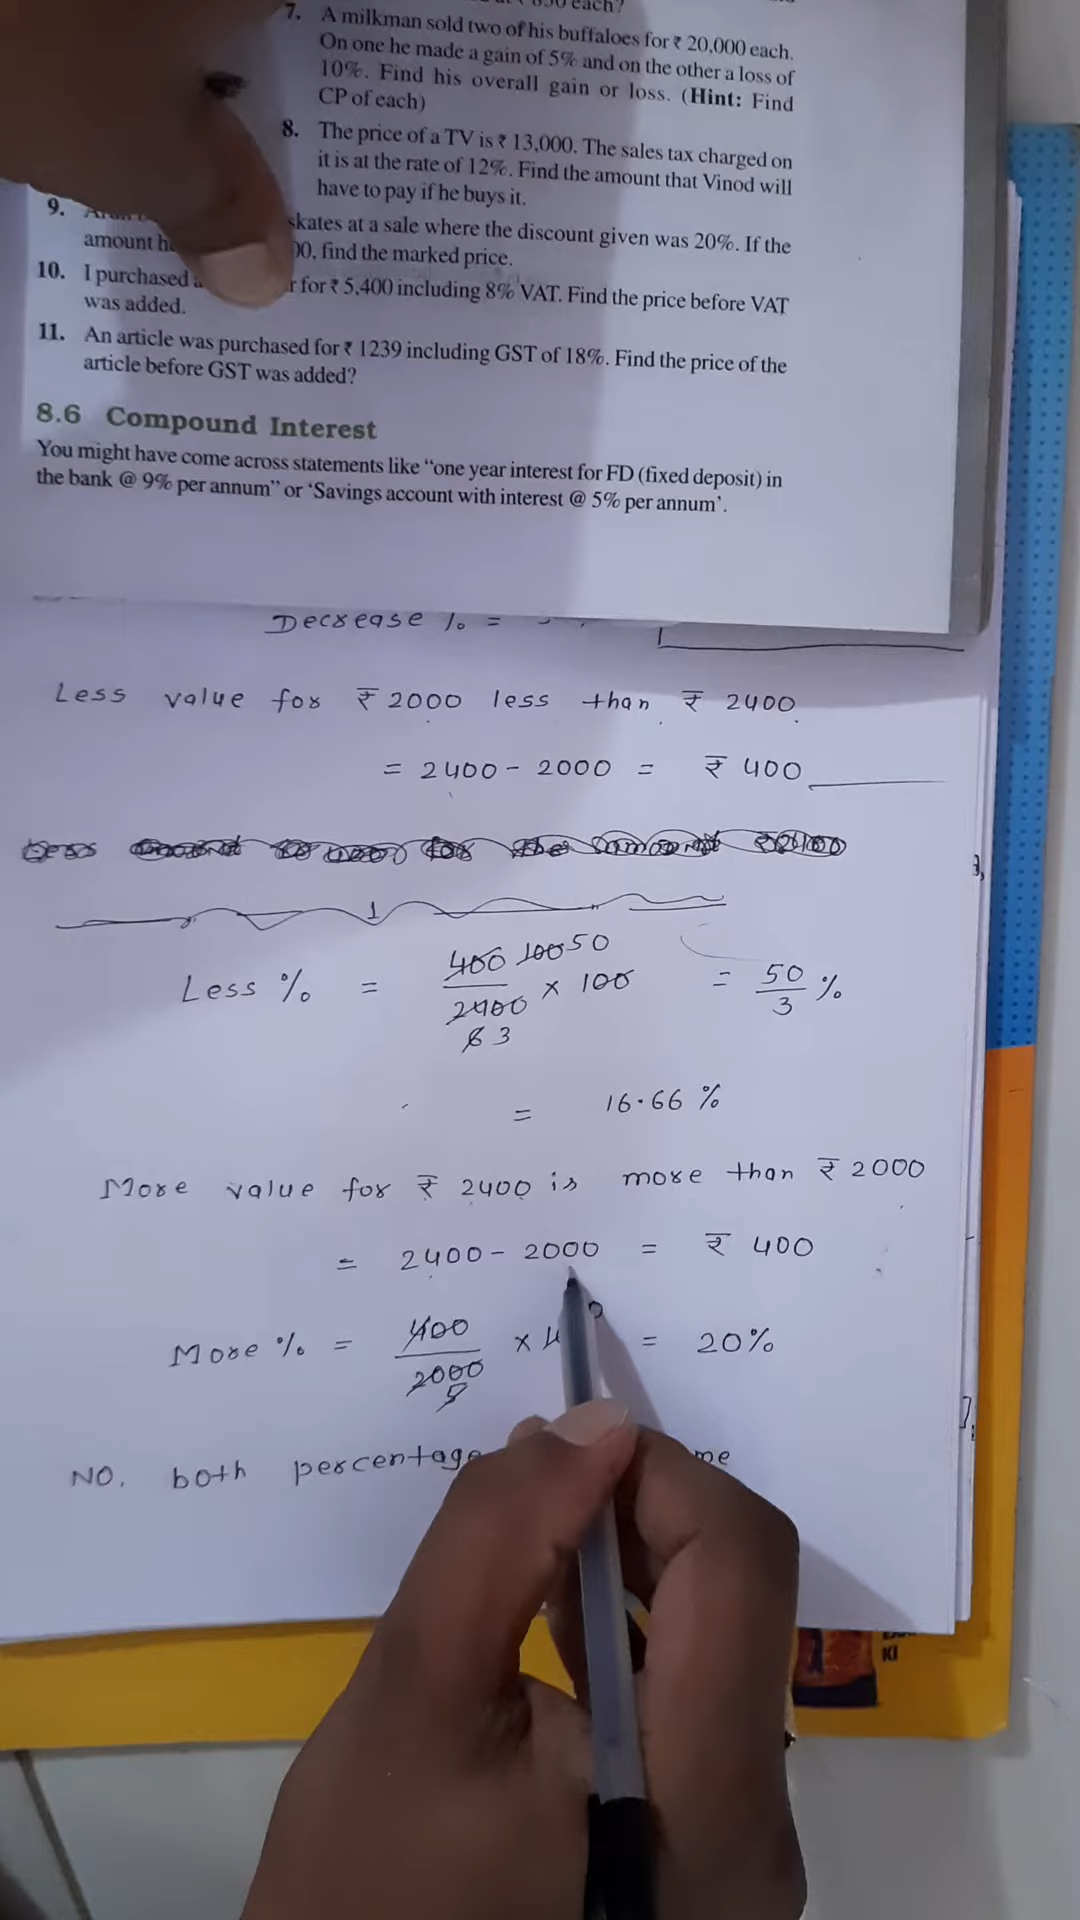 850 each?
7. A milkman sold two of his buffaloes for ₹ 20,000 each.
On one he made a gain of 5% and on the other a loss of
10%. Find his overall gain or loss. (Hint: Find
CP of each)
8. The price of a TV is ₹ 13,000. The sales tax charged on
it is at the rate of 12%. Find the amount that Vinod will
have to pay if he buys it.
9. skates at a sale where the discount given was 20%. If the
amount find the marked price.
10. I purchased for ₹ 5,400 including 8% VAT. Find the price before VAT
was added.
11. An article was purchased for ₹ 1239 including GST of 18%. Find the price of the
article before GST was added?
8.6 Compound Interest
You might have come across statements like “one year interest for FD (fixed deposit) in
the bank @ 9% per annum” or ‘Savings account with interest @ 5% per annum’.
Decrease % =
Less value for ₹ 2000 less than ₹ 2400
= 2400 - 2000 = ₹ 400
Less % = 400/2400 × 100 = 50/3 %
100 50
6 3
= 16.66 %
More value for ₹ 2400 is more than ₹ 2000
= 2400 - 2000 = ₹ 400
More % = 400/2000 × = 20%
5
NO, both percentage
KI